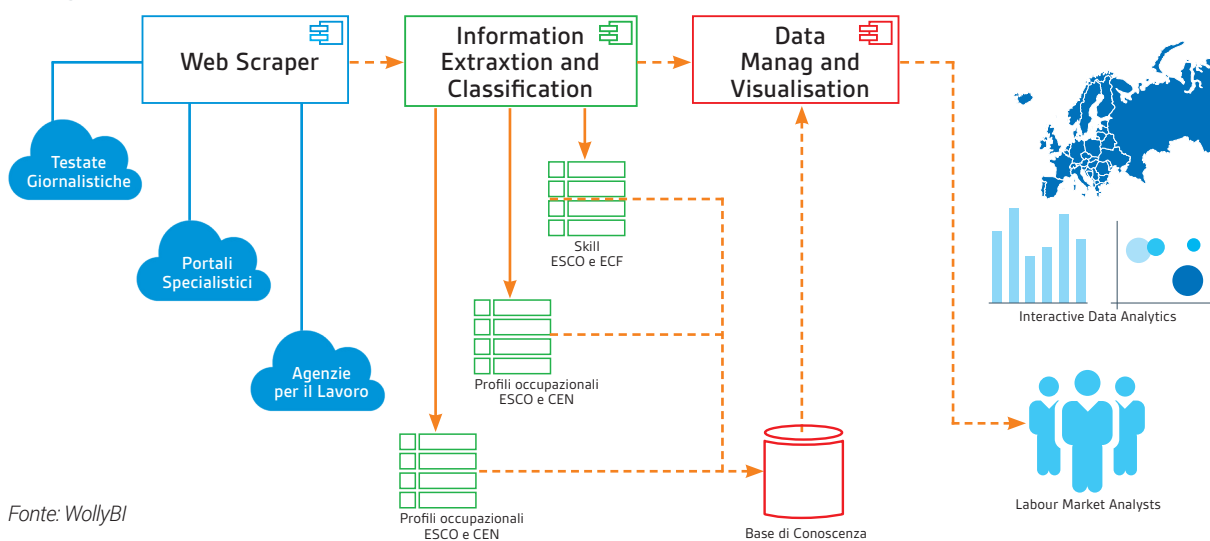 Web Scraper
Information
Extraxtion and
Classification
Data
Manag and
Visualisation
Testate
Giornalistiche
Portali
Specialistici
Agenzie
per il Lavoro
Skill
ESCO e ECF
Profili occupazionali
ESCO e CEN
Profili occupazionali
ESCO e CEN
Base di Conoscenza
Interactive Data Analytics
Labour Market Analysts
Fonte: WollyBI